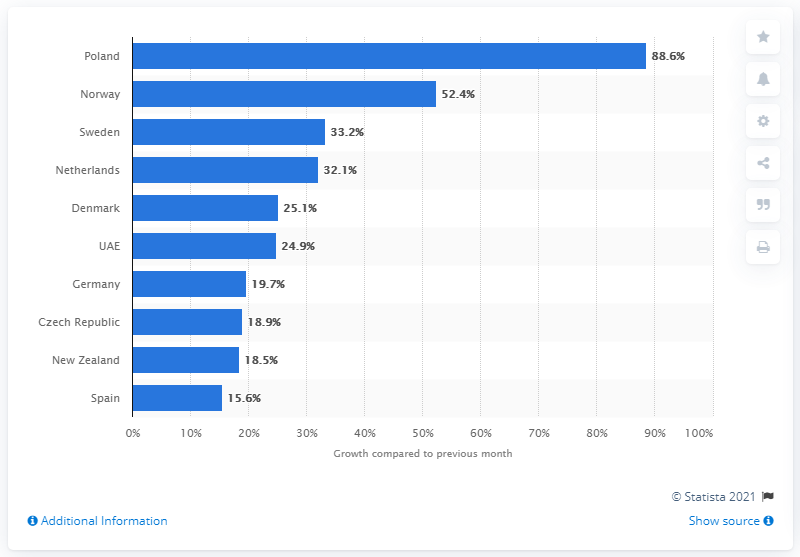 Poland 88.6%
Norway 52.4%
Sweden 33.2%
Netherlands 32.1%
Denmark 25.1%
UAE 24.9%
Germany 19.7%
Czech Republic 18.9%
New Zealand 18.5%
Spain 15.6%
0% 10% 20% 30% 40% 50% 60% 70% 80% 90% 100%
Growth compared to previous month
© Statista 2021
Additional Information Show source